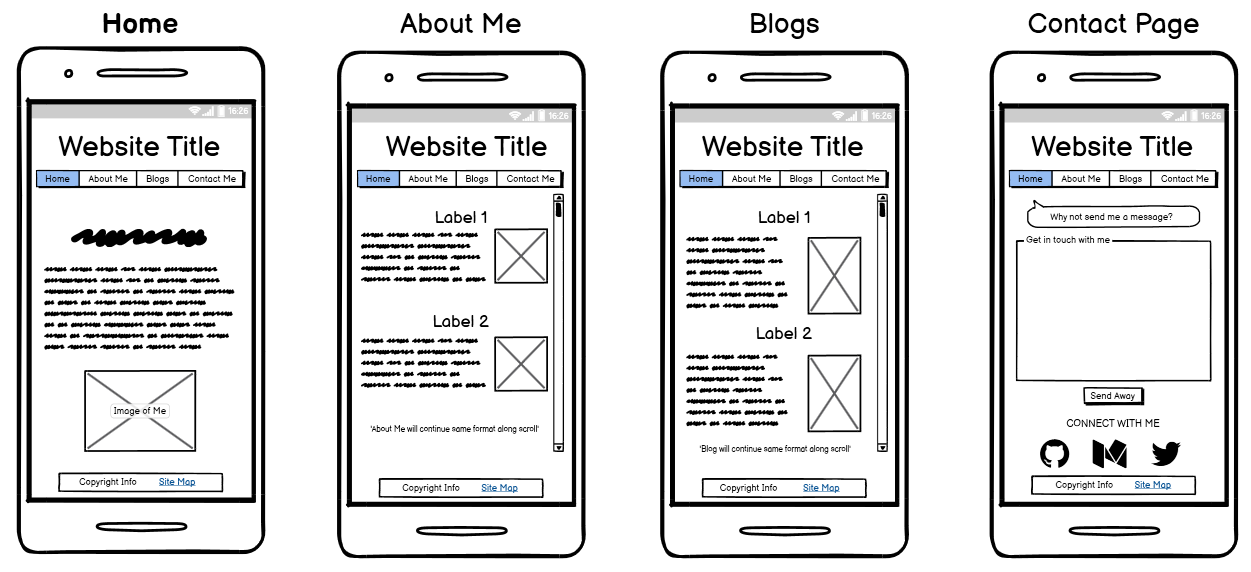 Home
16:26
Website Title
Home About Me Blogs Contact Me
Image of Me
Copyright Info Site Map
About Me
16:26
Website Title
Home About Me Blogs Contact Me
Label 1
Label 2
'About Me will continue same format along scroll'
Copyright Info Site Map
Blogs
16:26
Website Title
Home About Me Blogs Contact Me
Label 1
Label 2
'Blog will continue same format along scroll'
Copyright Info Site Map
Contact Page
16:26
Website Title
Home About Me Blogs Contact Me
Why not send me a message?
Get in touch with me
Send Away
CONNECT WITH ME
Copyright Info Site Map